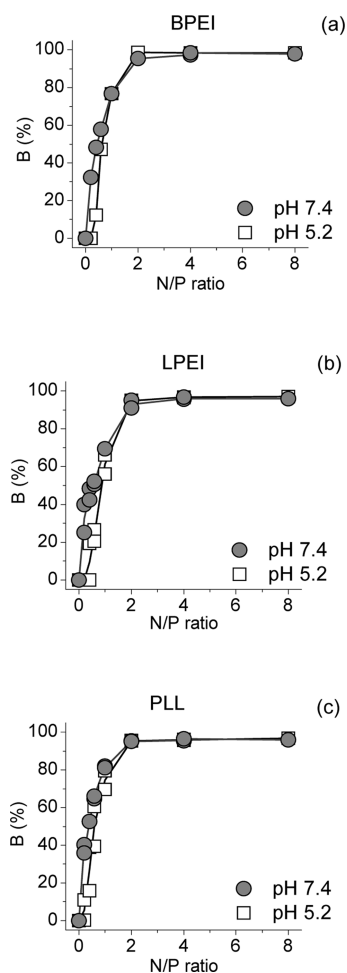 BPEI
(a)
100
80
60
40
20
0
B (%)
pH 7.4
pH 5.2
0 2 4 6 8
N/P ratio
LPEI
(b)
100
80
60
40
20
0
B (%)
pH 7.4
pH 5.2
0 2 4 6 8
N/P ratio
PLL
(c)
100
80
60
40
20
0
B (%)
pH 7.4
pH 5.2
0 2 4 6 8
N/P ratio